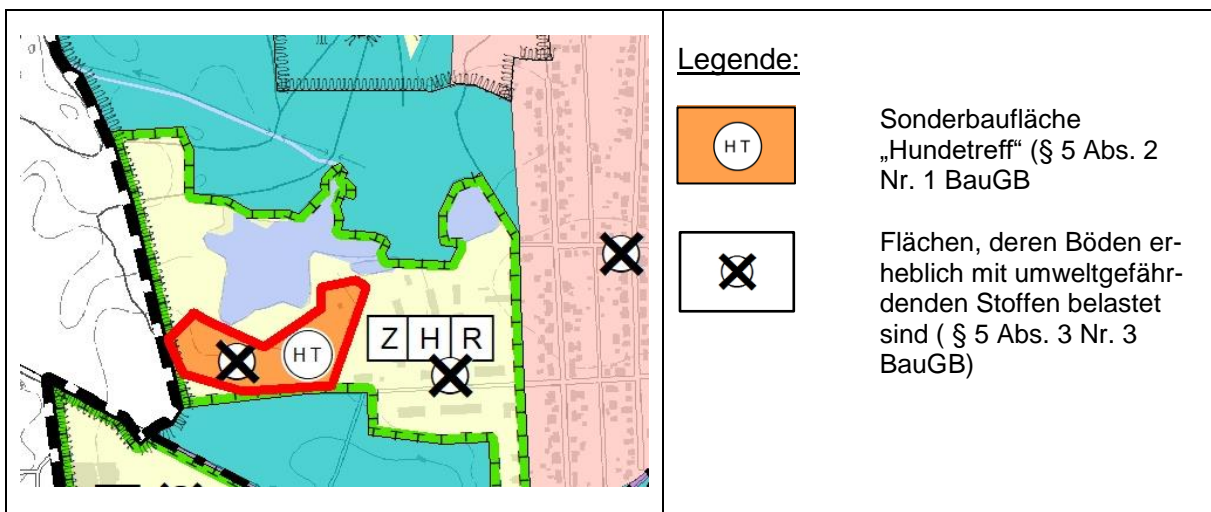 Z H R
HT
Legende:
HT
Sonderbaufläche
„Hundetreff“ (§ 5 Abs. 2
Nr. 1 BauGB
Flächen, deren Böden er-
heblich mit umweltgefähr-
denden Stoffen belastet
sind ( § 5 Abs. 3 Nr. 3
BauGB)